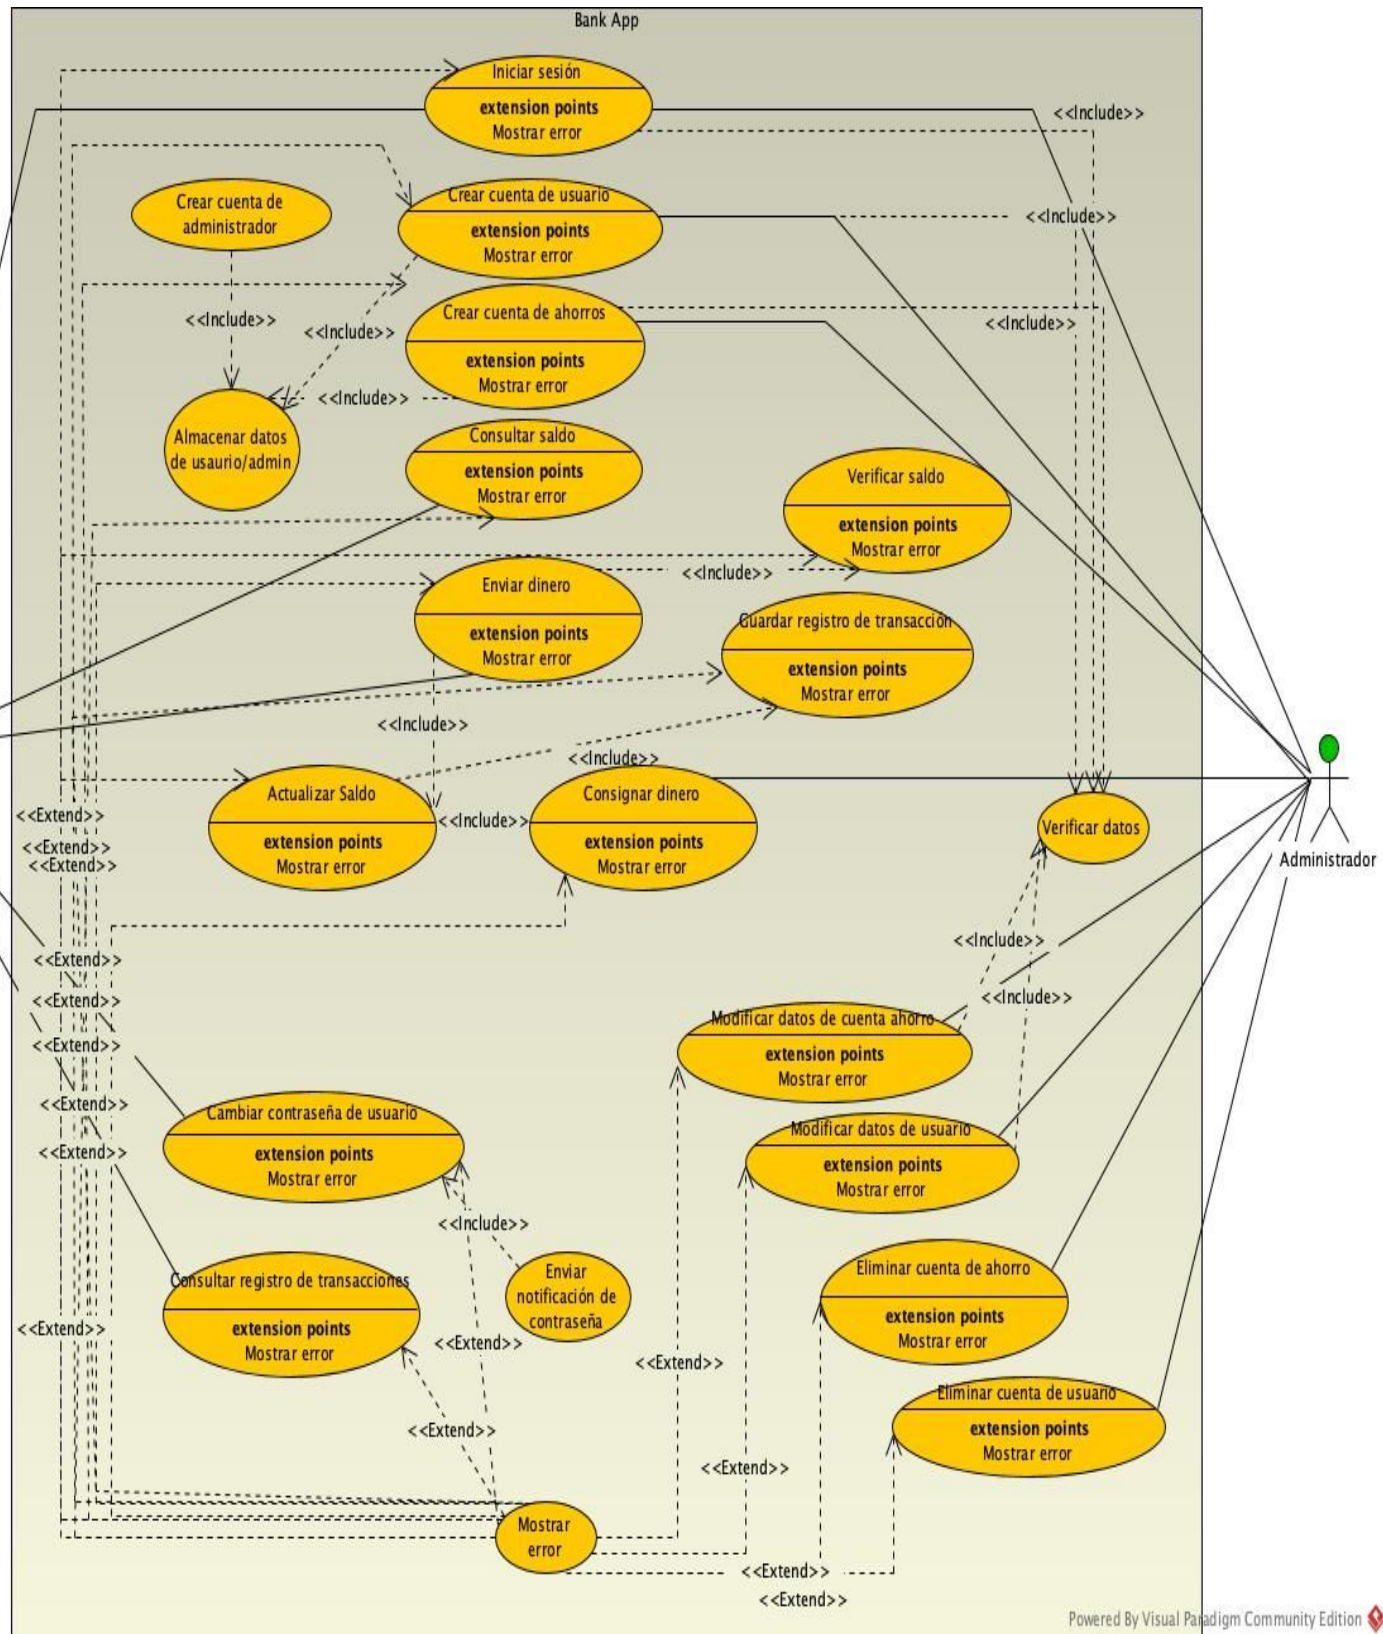 Bank App
Iniciar sesión
extension points
Mostrar error
<<Include>>
Crear cuenta de
administrador
Crear cuenta de usuario
extension points
Mostrar error
<<Include>>
<<Include>>
<<Include>>
Crear cuenta de ahorros
extension points
Mostrar error
<<Include>>
<<Include>>
Almacenar datos
de usaurio/admin
Consultar saldo
extension points
Mostrar error
Verificar saldo
extension points
Mostrar error
Enviar dinero
extension points
Mostrar error
<<Include>>
Guardar registro de transacción
extension points
Mostrar error
<<Include>>
<<Include>>
Actualizar Saldo
extension points
Mostrar error
<<Include>>
Consignar dinero
extension points
Mostrar error
Verificar datos
Administrador
<<Extend>>
<<Extend>>
<<Extend>>
<<Extend>>
<<Extend>>
<<Extend>>
<<Extend>>
<<Extend>>
<<Include>>
<<Include>>
Modificar datos de cuenta ahorro
extension points
Mostrar error
Cambiar contraseña de usuario
extension points
Mostrar error
Modificar datos de usuario
extension points
Mostrar error
<<Include>>
Enviar
notificación de
contraseña
Consultar registro de transacciones
extension points
Mostrar error
Eliminar cuenta de ahorro
extension points
Mostrar error
<<Extend>>
<<Extend>>
<<Extend>>
<<Extend>>
Eliminar cuenta de usuario
extension points
Mostrar error
<<Extend>>
Mostrar
error
<<Extend>>
<<Extend>>
Powered By Visual Paradigm Community Edition